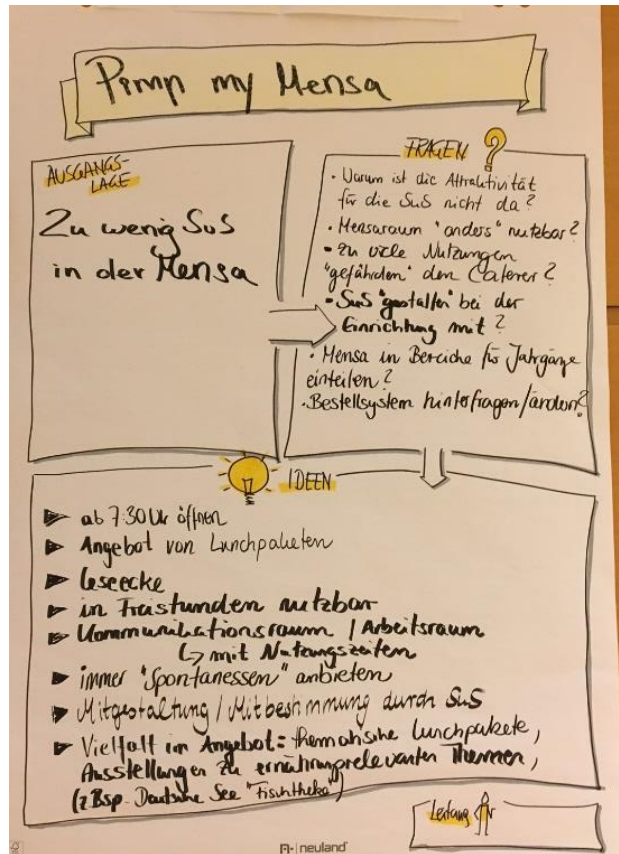 Pimp my Mensa
AUSGANGS-
LAGE
Zu wenig SuS
in der Mensa
FRAGEN ?
· Warum ist die Attraktivität
für die SuS nicht da?
· Mensaraum "anders" nutzbar?
· Zu viele Nutzungen
"gefährden" den Caterer?
· SuS "gestalten" bei der
Einrichtung mit?
· Mensa in Bereiche für Jahrgänge
einteilen?
· Bestellsystem hinterfragen/ändern?
IDEEN
► ab 7:30 Uhr öffnen
► Angebot von Lunchpaketen
► Leseecke
► in Freistunden nutzbar
► Kommunikationsraum / Arbeitsraum
↳ mit Nutzungszeiten
► immer "Spontanessen" anbieten
► Mitgestaltung / Mitbestimmung durch SuS
► Vielfalt im Angebot: thematische Lunchpakete,
Ausstellungen zu ernährungsrelevanten Themen,
(z Bsp. Deutsche See "Fischtheke")
Leitung
neuland